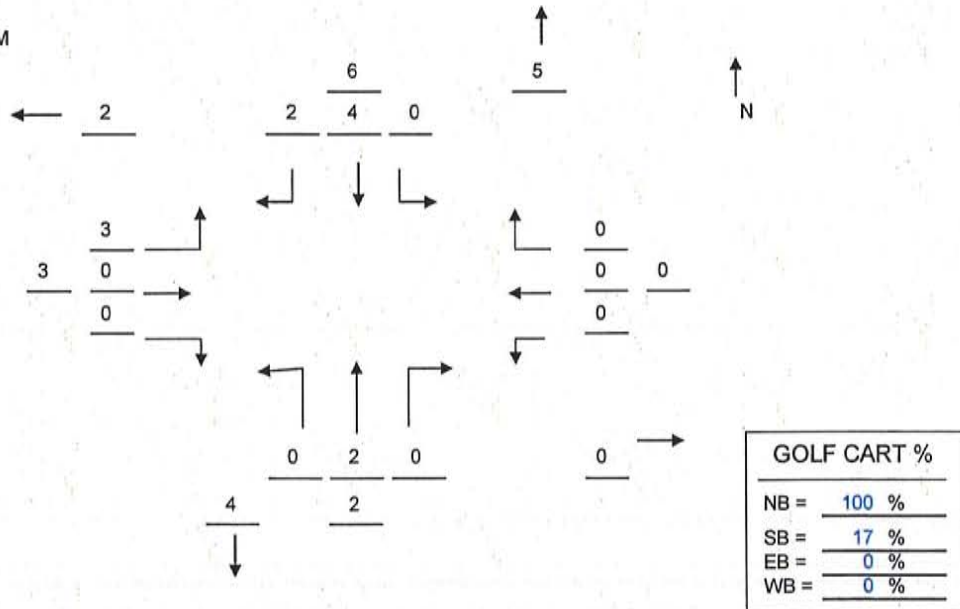 M
6
5
2
2 4 0
N
3
0
3 0
0 0
0
0
0 2 0
0
4
2
GOLF CART %
NB = 100 %
SB = 17 %
EB = 0 %
WB = 0 %